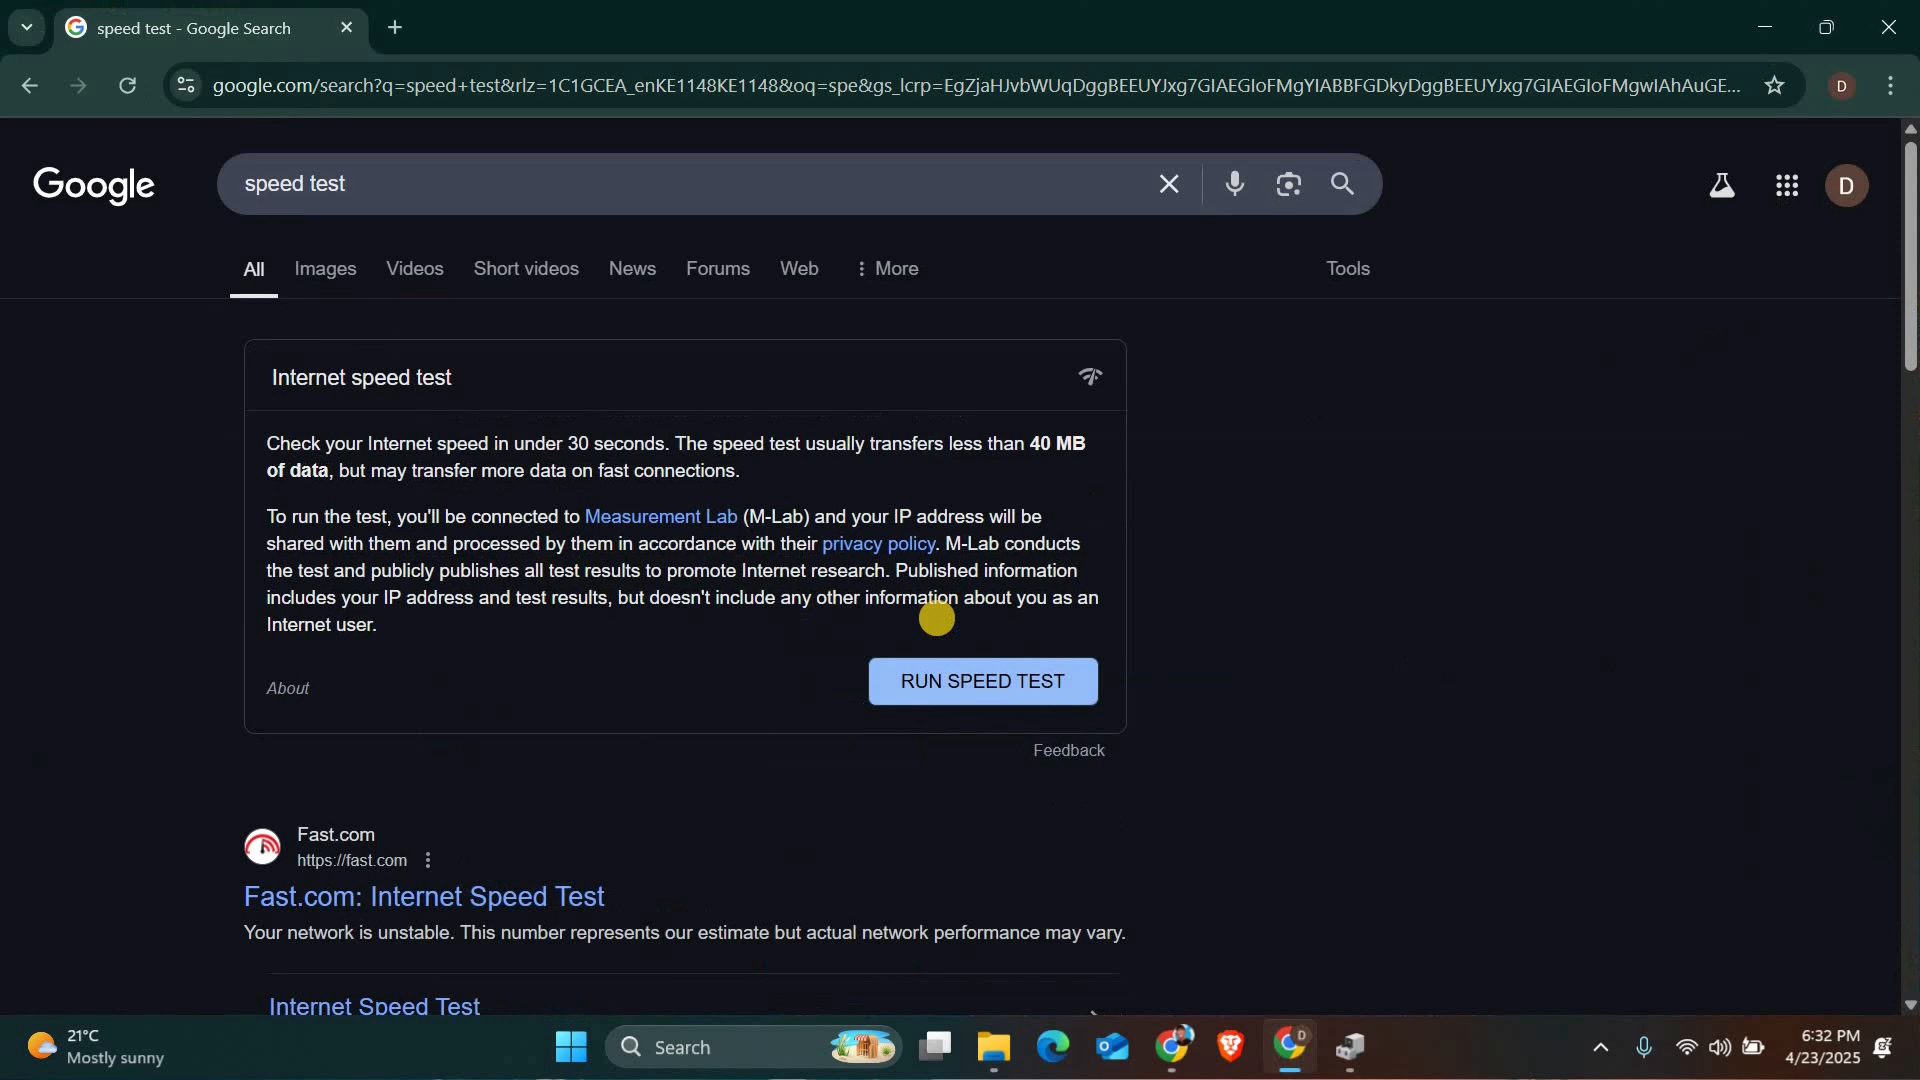 speed test - Google Search
google.com/search?q=speed+test&rlz=1C1GCEA_enKE1148KE1148&oq=spe&gs_lcrp=EgZjaHJvbWUqDggBEEUYJxg7GIAEGIoFMgYIABBFGDkyDggBEEUYJxg7GIAEGIoFMgwIAhAuGE...
D
Google
speed test
D
All
Images
Videos
Short videos
News
Forums
Web
More
Tools
Internet speed test
Check your Internet speed in under 30 seconds. The speed test usually transfers less than 40 MB
of data, but may transfer more data on fast connections.
To run the test, you'll be connected to Measurement Lab (M-Lab) and your IP address will be
shared with them and processed by them in accordance with their privacy policy. M-Lab conducts
the test and publicly publishes all test results to promote Internet research. Published information
includes your IP address and test results, but doesn't include any other information about you as an
Internet user.
About
RUN SPEED TEST
Feedback
Fast.com
https://fast.com
Fast.com: Internet Speed Test
Your network is unstable. This number represents our estimate but actual network performance may vary.
Internet Speed Test
21°C
Mostly sunny
Search
D
6:32 PM
4/23/2025